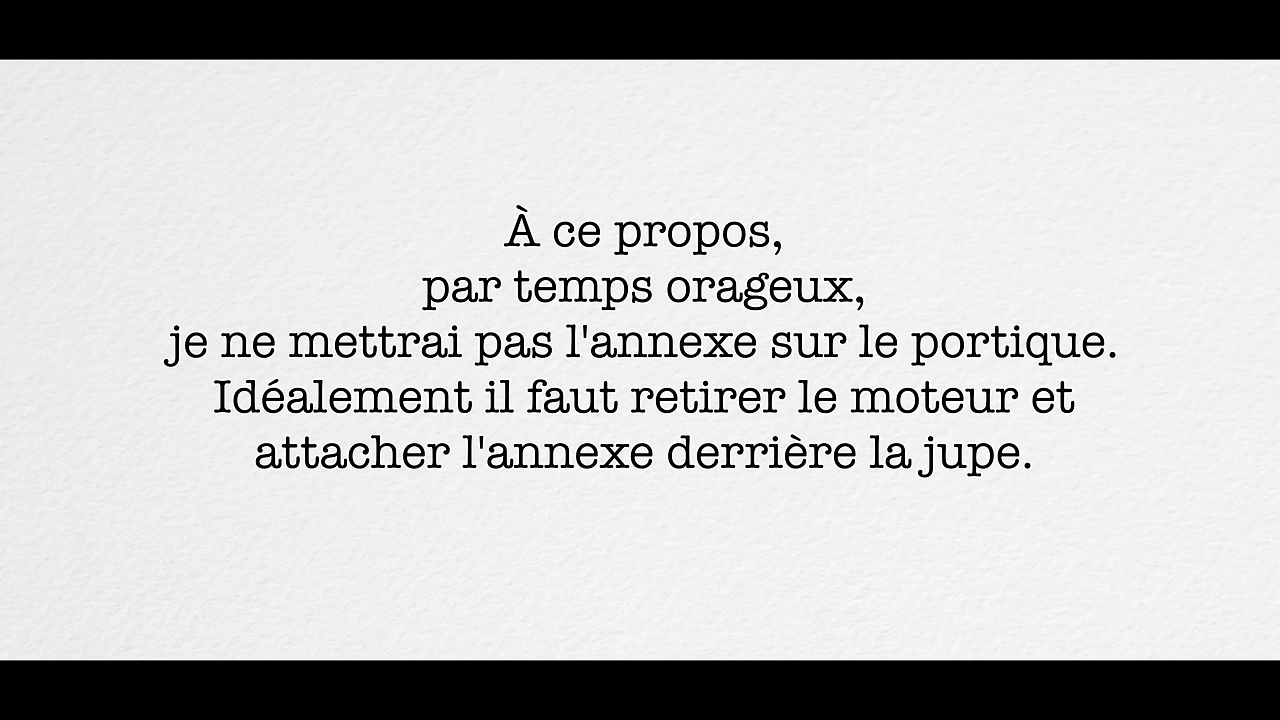 À ce propos,
par temps orageux,
je ne mettrai pas l'annexe sur le portique.
Idéalement il faut retirer le moteur et
attacher l'annexe derrière la jupe.